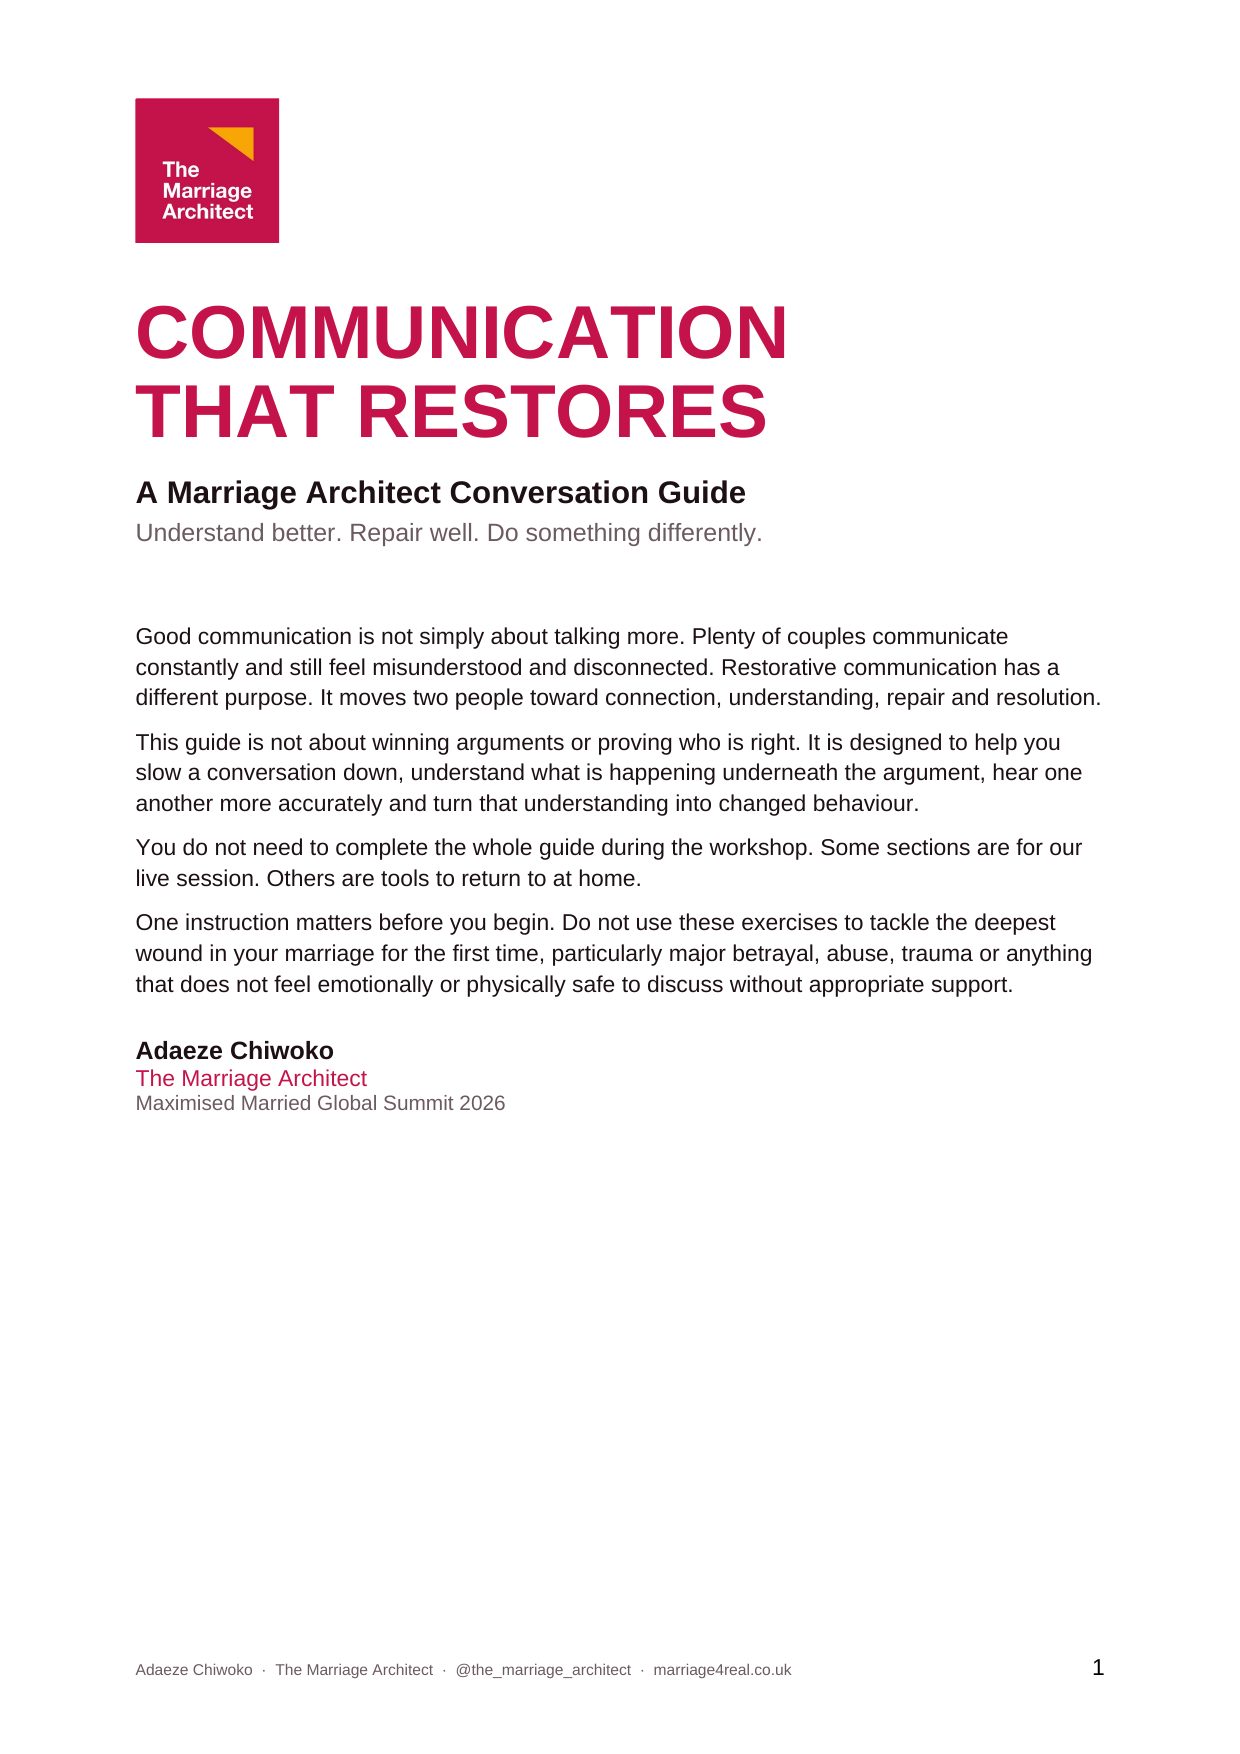 The
Marriage
Architect
COMMUNICATION
THAT RESTORES
A Marriage Architect Conversation Guide
Understand better. Repair well. Do something differently.
Good communication is not simply about talking more. Plenty of couples communicate
constantly and still feel misunderstood and disconnected. Restorative communication has a
different purpose. It moves two people toward connection, understanding, repair and resolution.
This guide is not about winning arguments or proving who is right. It is designed to help you
slow a conversation down, understand what is happening underneath the argument, hear one
another more accurately and turn that understanding into changed behaviour.
You do not need to complete the whole guide during the workshop. Some sections are for our
live session. Others are tools to return to at home.
One instruction matters before you begin. Do not use these exercises to tackle the deepest
wound in your marriage for the first time, particularly major betrayal, abuse, trauma or anything
that does not feel emotionally or physically safe to discuss without appropriate support.
Adaeze Chiwoko
The Marriage Architect
Maximised Married Global Summit 2026
Adaeze Chiwoko · The Marriage Architect · @the_marriage_architect · marriage4real.co.uk 1